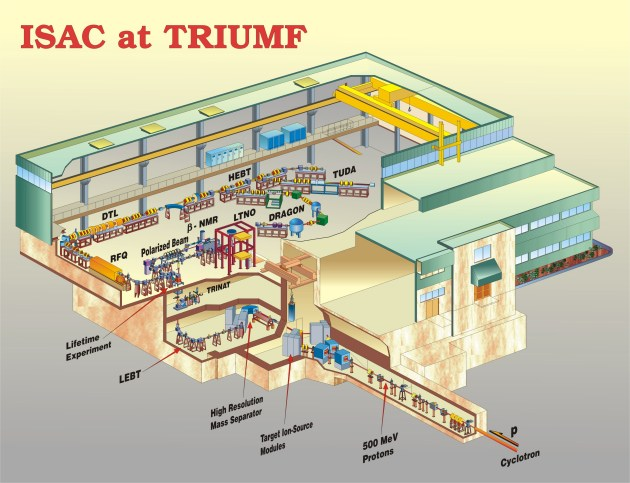 ISAC at TRIUMF
HEBT
TUDA
DTL
β - NMR
LTNO
DRAGON
Polarized Beam
RFQ
TRINAT
Lifetime
Experiment
LEBT
High Resolution
Mass Separator
Target Ion-Source
Modules
500 MeV
Protons
p
Cyclotron